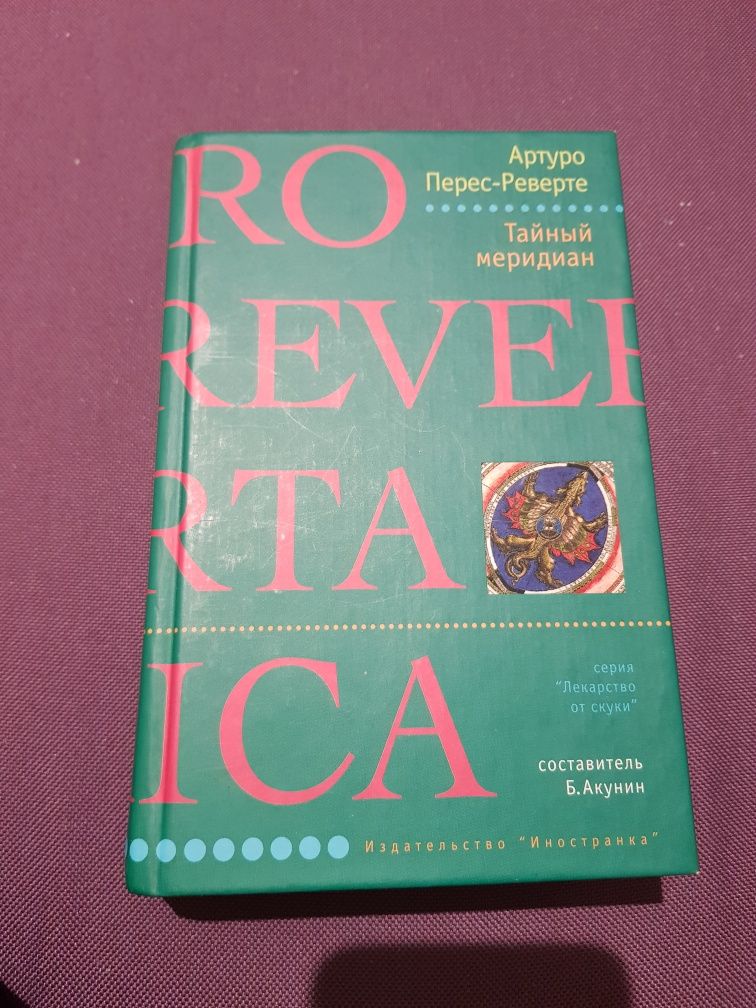 RO
Артуро
Перес-Реверте
Тайный
меридиан
REVER
RTA
ICA
серия
"Лекарство
от скуки"
составитель
Б.Акунин
Издательство "Иностранка"